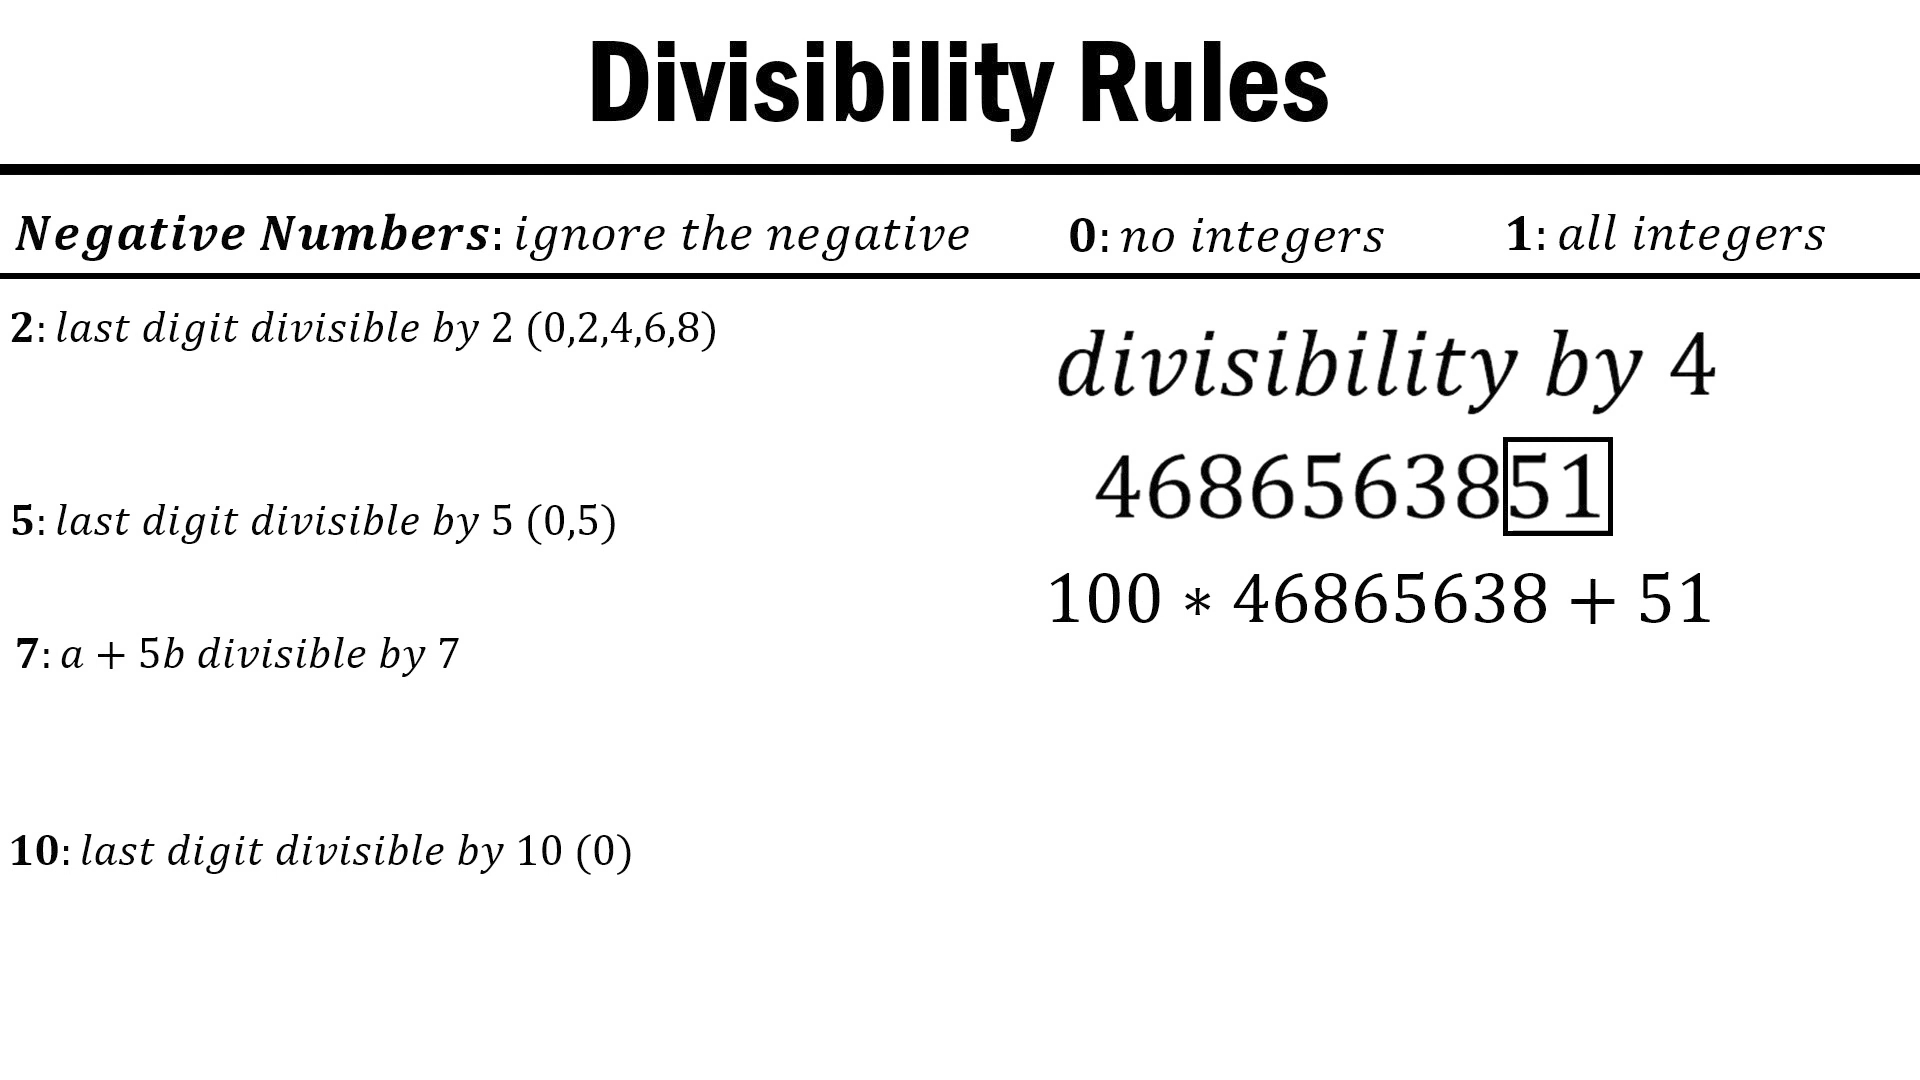 Divisibility Rules
Negative Numbers: ignore the negative 0: no integers 1: all integers
2: last digit divisible by 2 (0,2,4,6,8)
5: last digit divisible by 5 (0,5)
7: a + 5b divisible by 7
10: last digit divisible by 10 (0)
divisibility by 4
4686563851
100 * 46865638 + 51